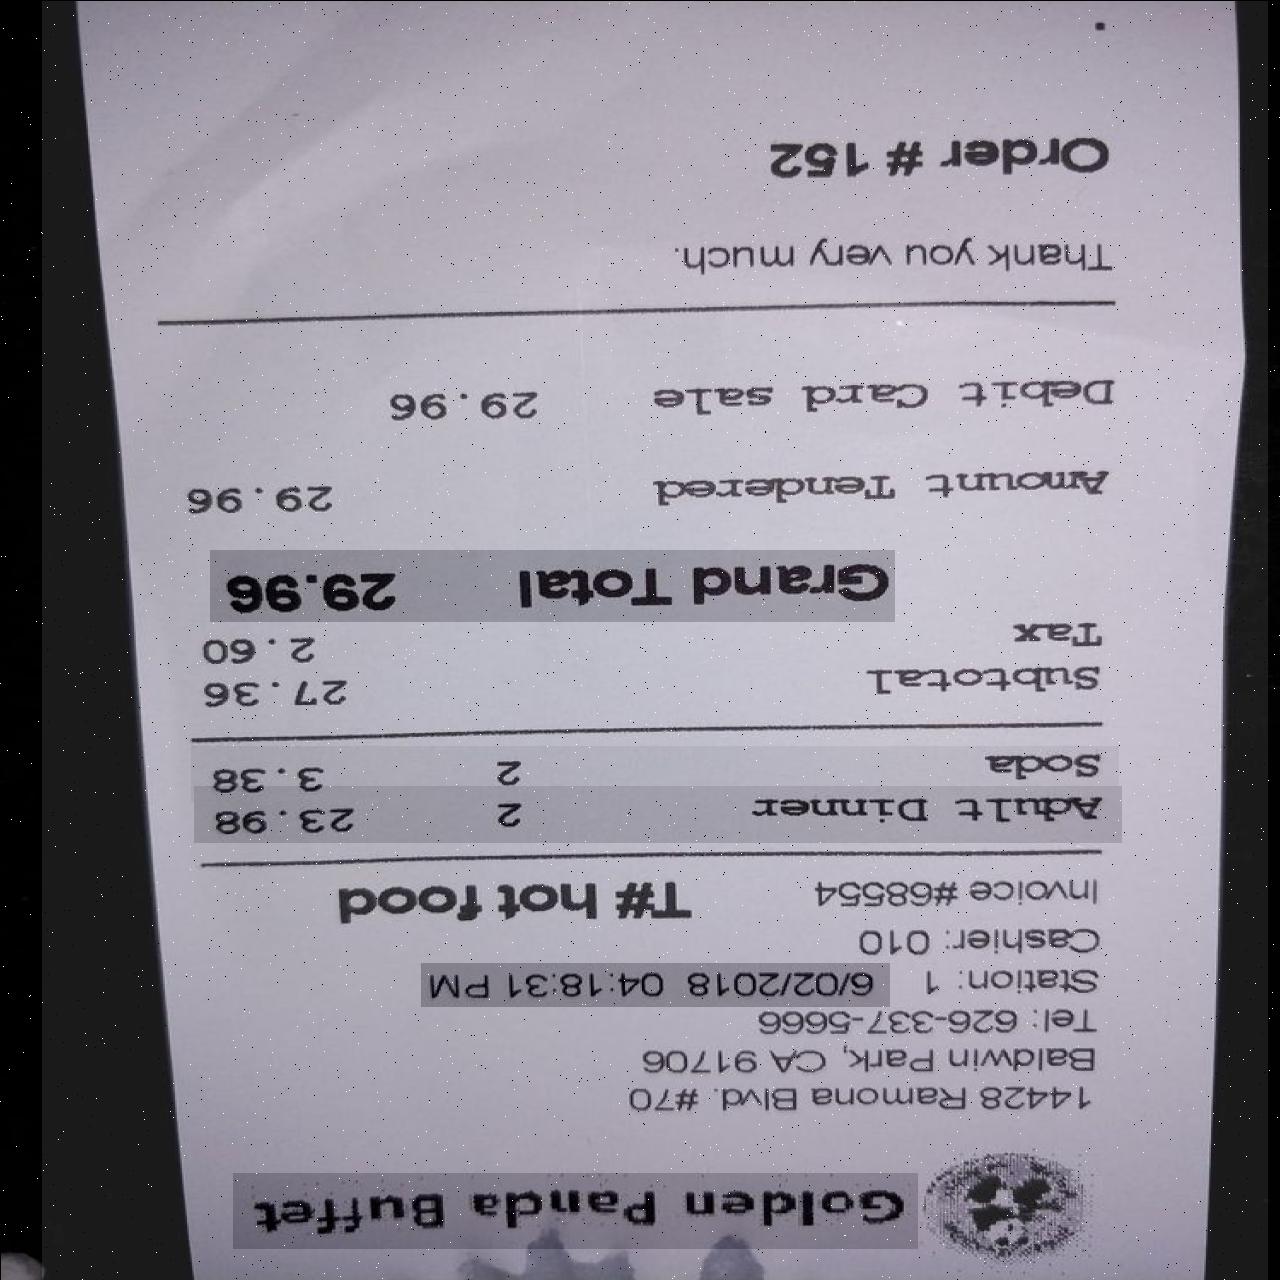 Golden Panda Buffet
14428 Ramona Blvd. #70
Baldwin Park, CA 91706
Tel: 626-337-5666
Station: 1 6/02/2018 04:18:31 PM
Cashier: 010
Invoice #68554 T# hot food
Adult Dinner 2 23.98
Soda 2 3.38
Subtotal 27.36
Tax 2.60
Grand Total 29.96
Amount Tendered 29.96
Debit Card sale 29.96
Thank you very much.
Order # 152